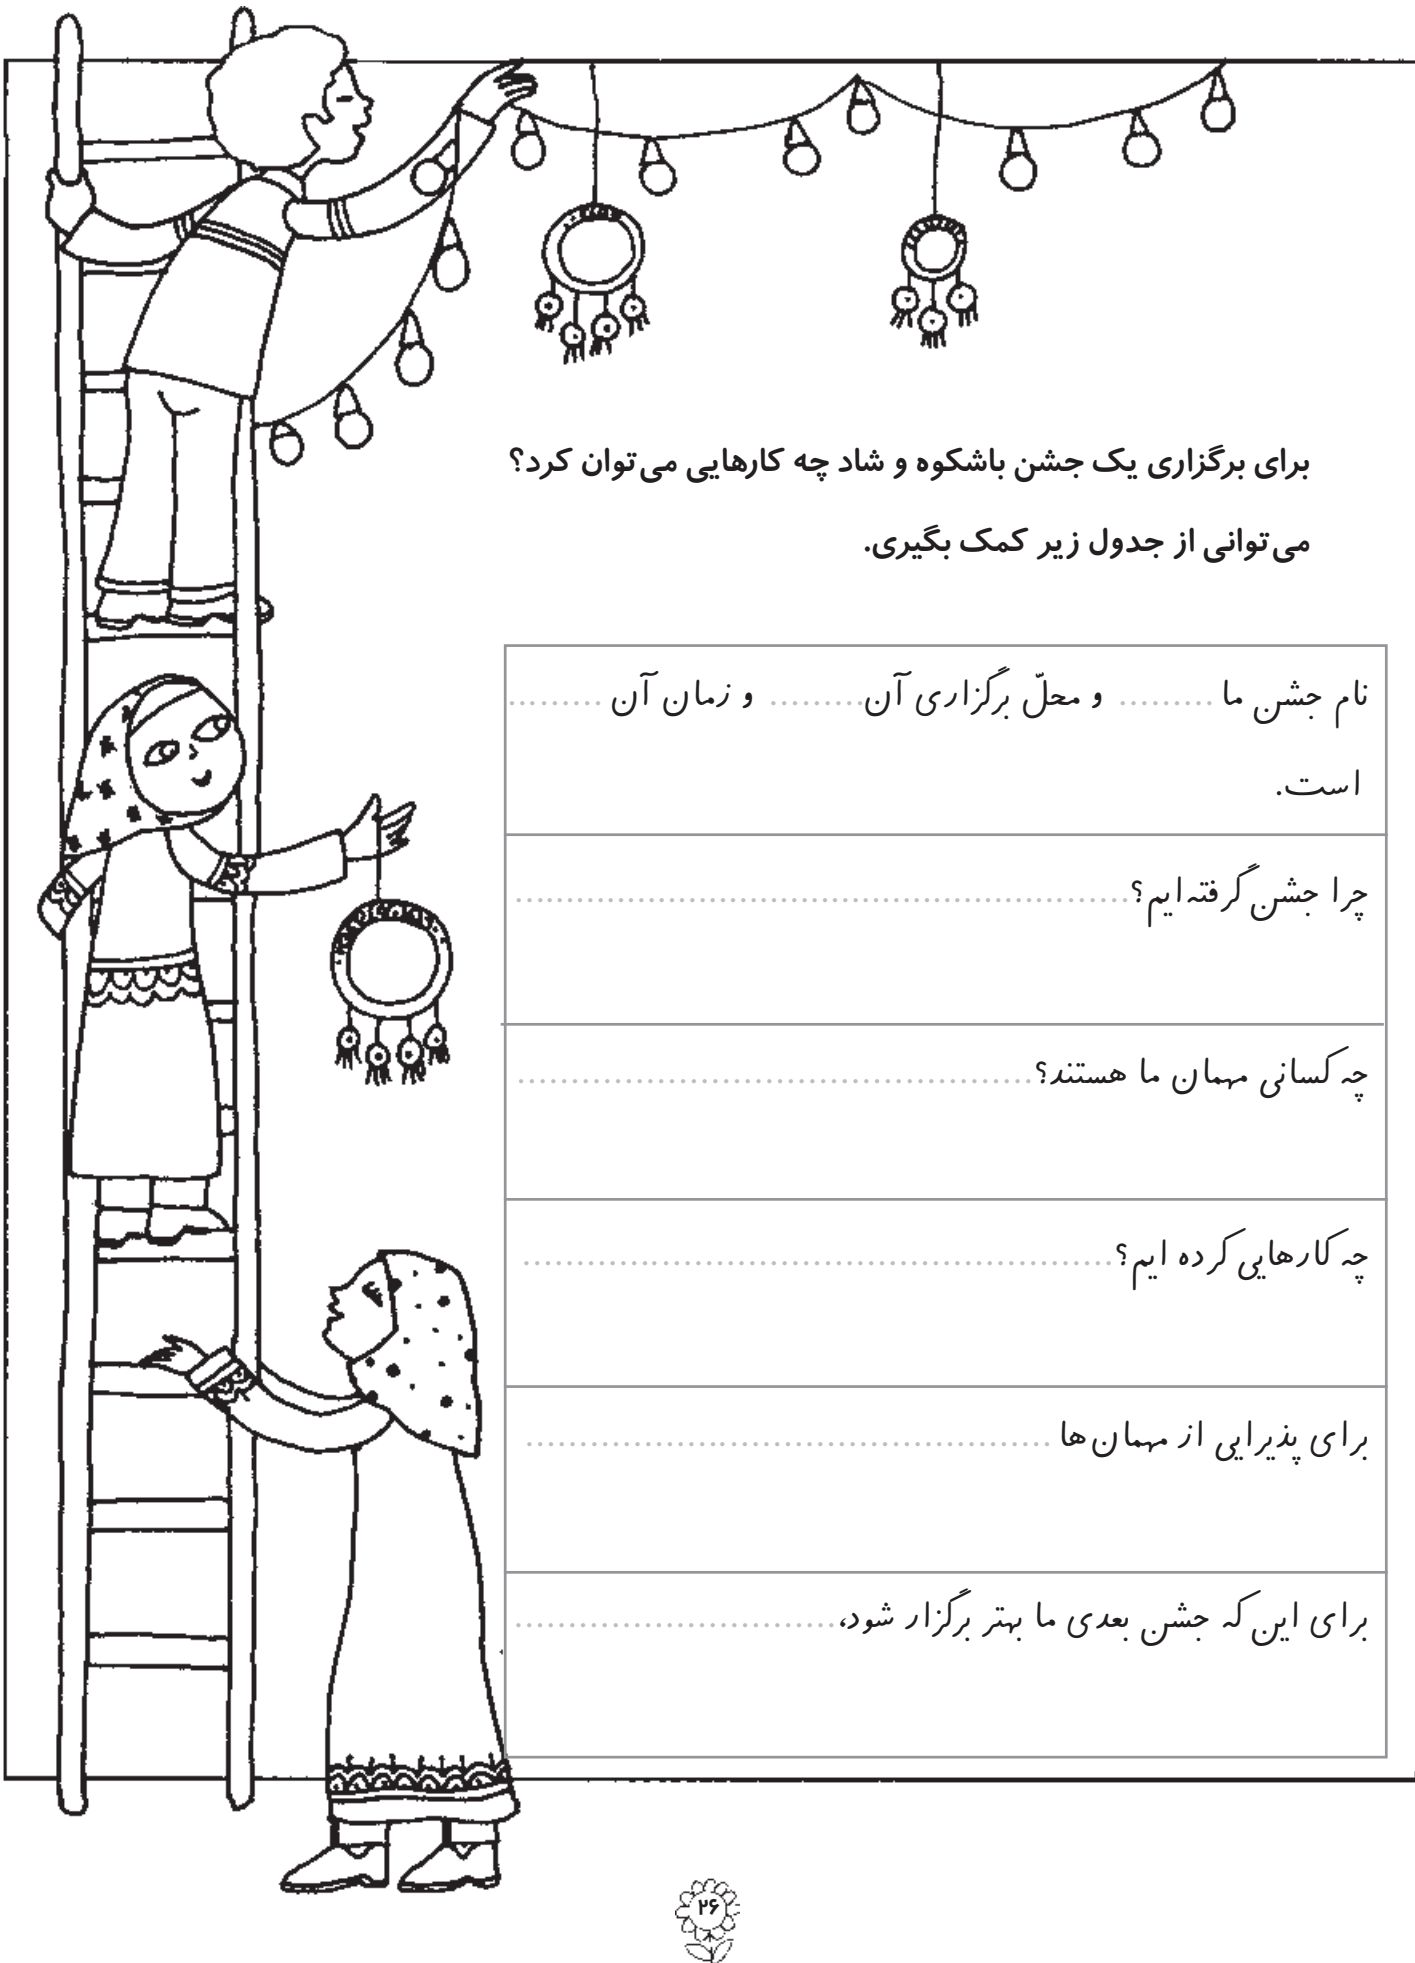 برای برگزاری یک جشن باشکوه و شاد چه کارهایی می‌توان کرد؟
می‌توانی از جدول زیر کمک بگیری.
نام جشن ما ......... و محلّ برگزاری آن......... و زمان آن .........
است.
چرا جشن گرفته‌ایم؟..........................................................
چه کسانی مهمان ما هستند؟................................................
چه کارهایی کرده ایم؟.......................................................
برای پذیرایی از مهمان‌ها .................................................
برای این که جشن بعدی ما بهتر برگزار شود،..............................
۲۶